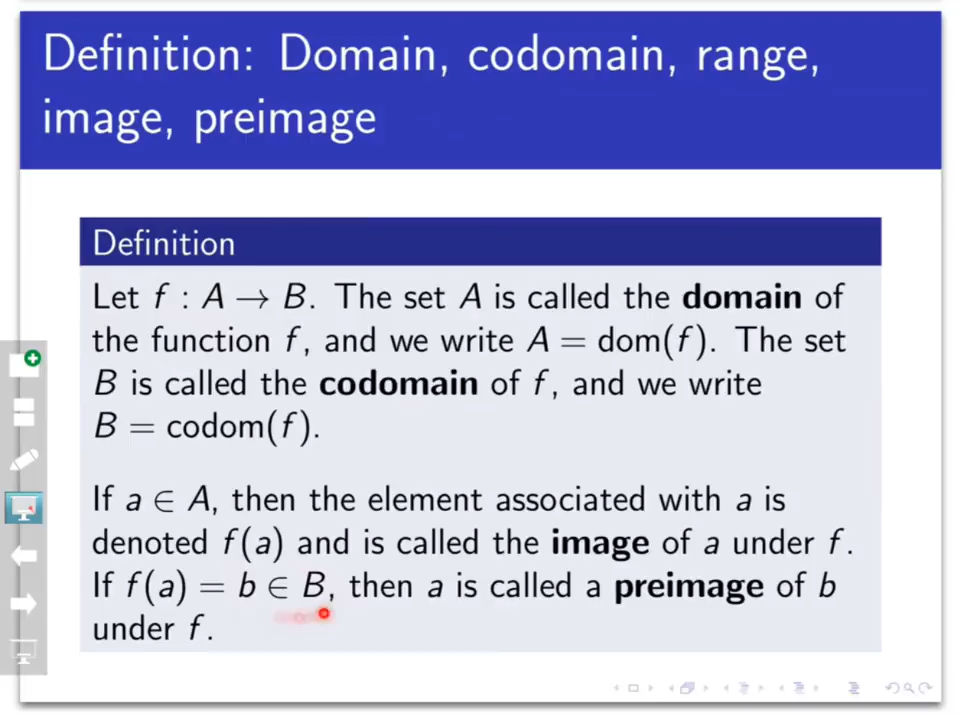 Definition: Domain, codomain, range,
image, preimage
Definition
Let f : A → B. The set A is called the domain of
the function f, and we write A = dom(f). The set
B is called the codomain of f, and we write
B = codom(f).
If a ∈ A, then the element associated with a is
denoted f(a) and is called the image of a under f.
If f(a) = b ∈ B, then a is called a preimage of b
under f.